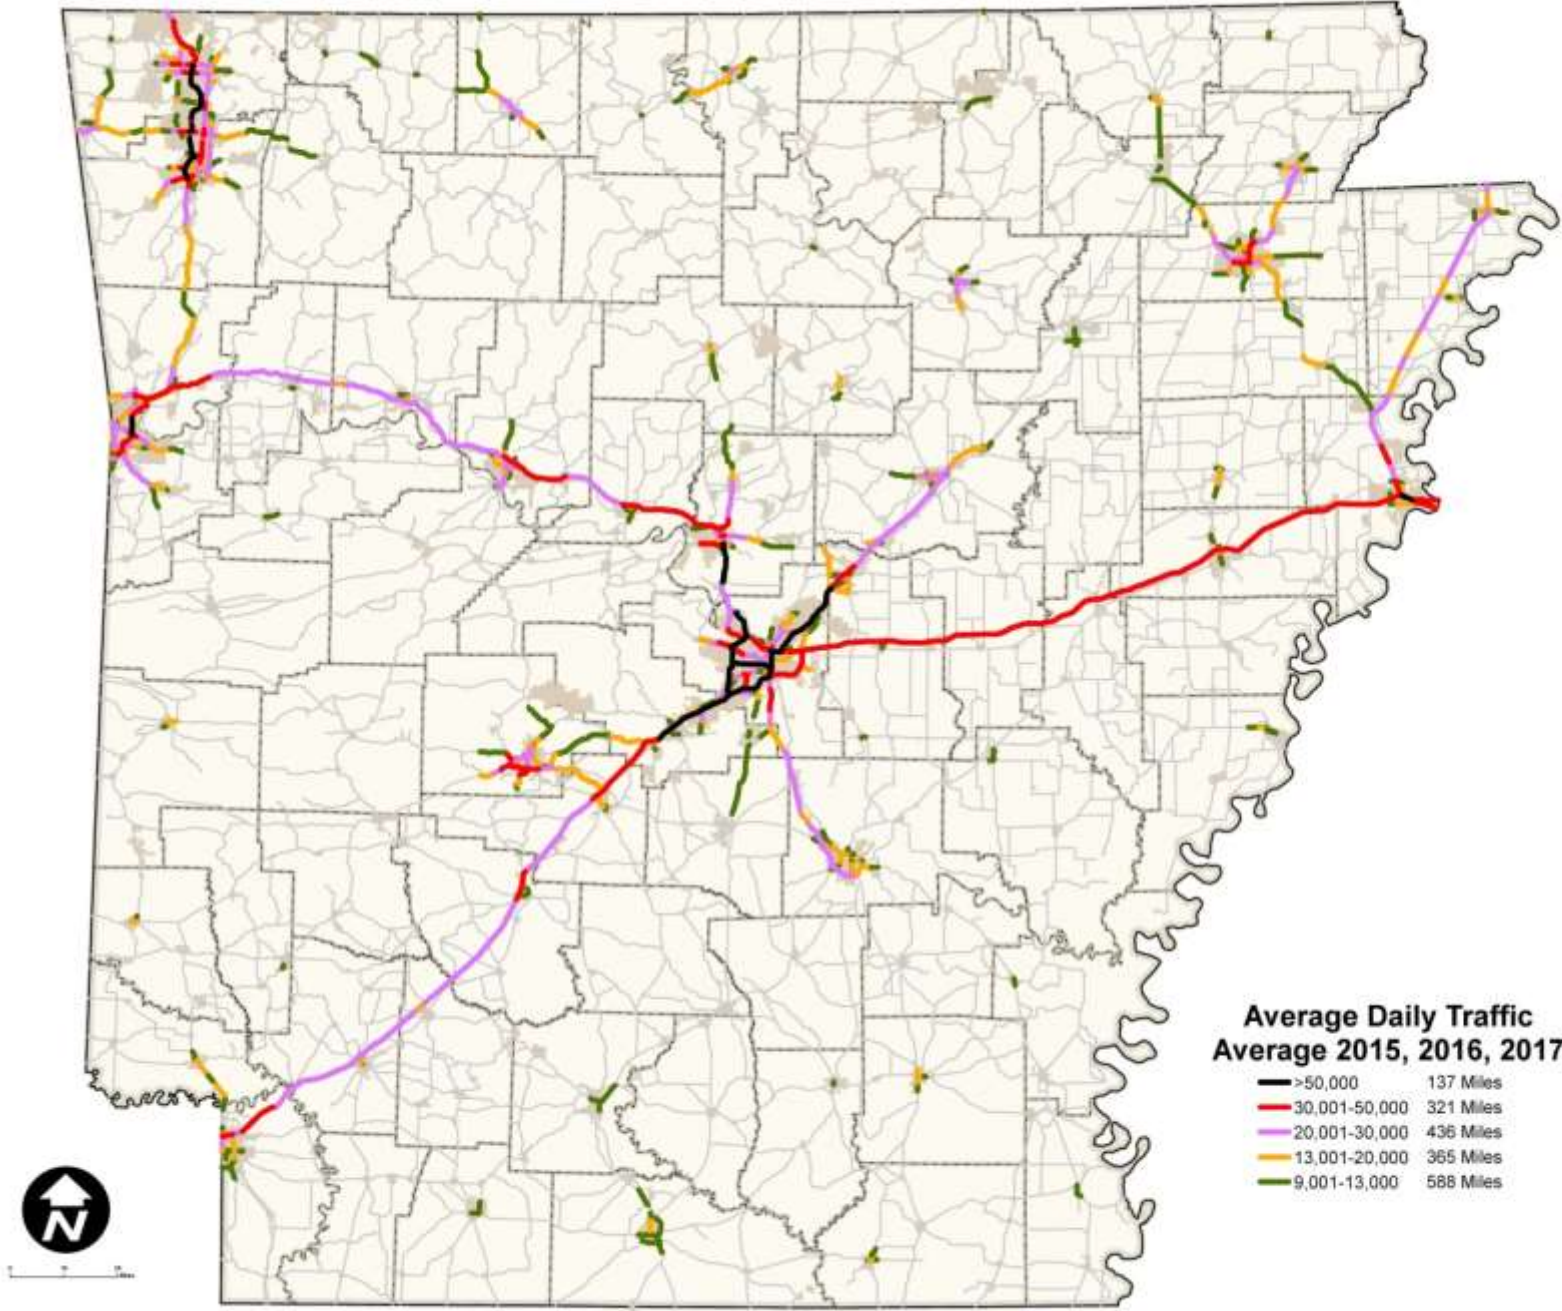 Average Daily Traffic
Average 2015, 2016, 2017
>50,000 137 Miles
30,001-50,000 321 Miles
20,001-30,000 436 Miles
13,001-20,000 365 Miles
9,001-13,000 588 Miles
N